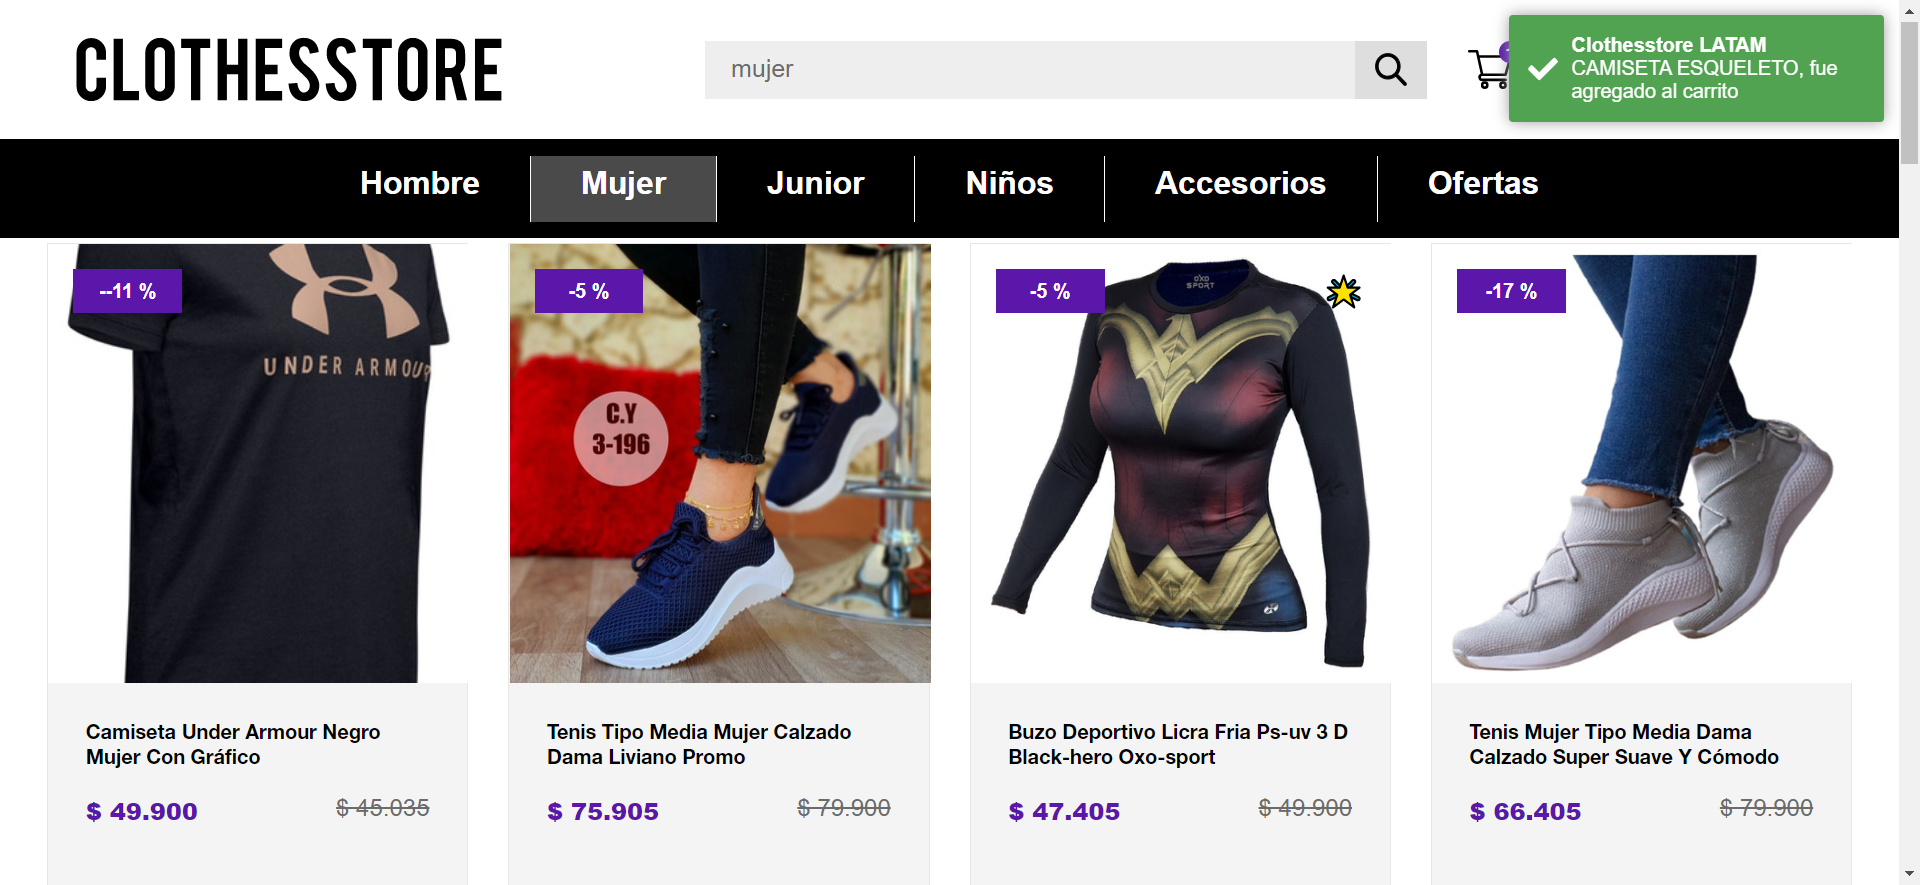 CLOTHESSTORE
mujer
Clothesstore LATAM
CAMISETA ESQUELETO, fue
agregado al carrito
Hombre
Mujer
Junior
Niños
Accesorios
Ofertas
--11 %
-5 %
-5 %
-17 %
UNDER ARMOUR
C.Y
3-196
OXO
SPORT
Camiseta Under Armour Negro
Mujer Con Gráfico
$ 49.900
$ 45.035
Tenis Tipo Media Mujer Calzado
Dama Liviano Promo
$ 75.905
$ 79.900
Buzo Deportivo Licra Fria Ps-uv 3 D
Black-hero Oxo-sport
$ 47.405
$ 49.900
Tenis Mujer Tipo Media Dama
Calzado Super Suave Y Cómodo
$ 66.405
$ 79.900